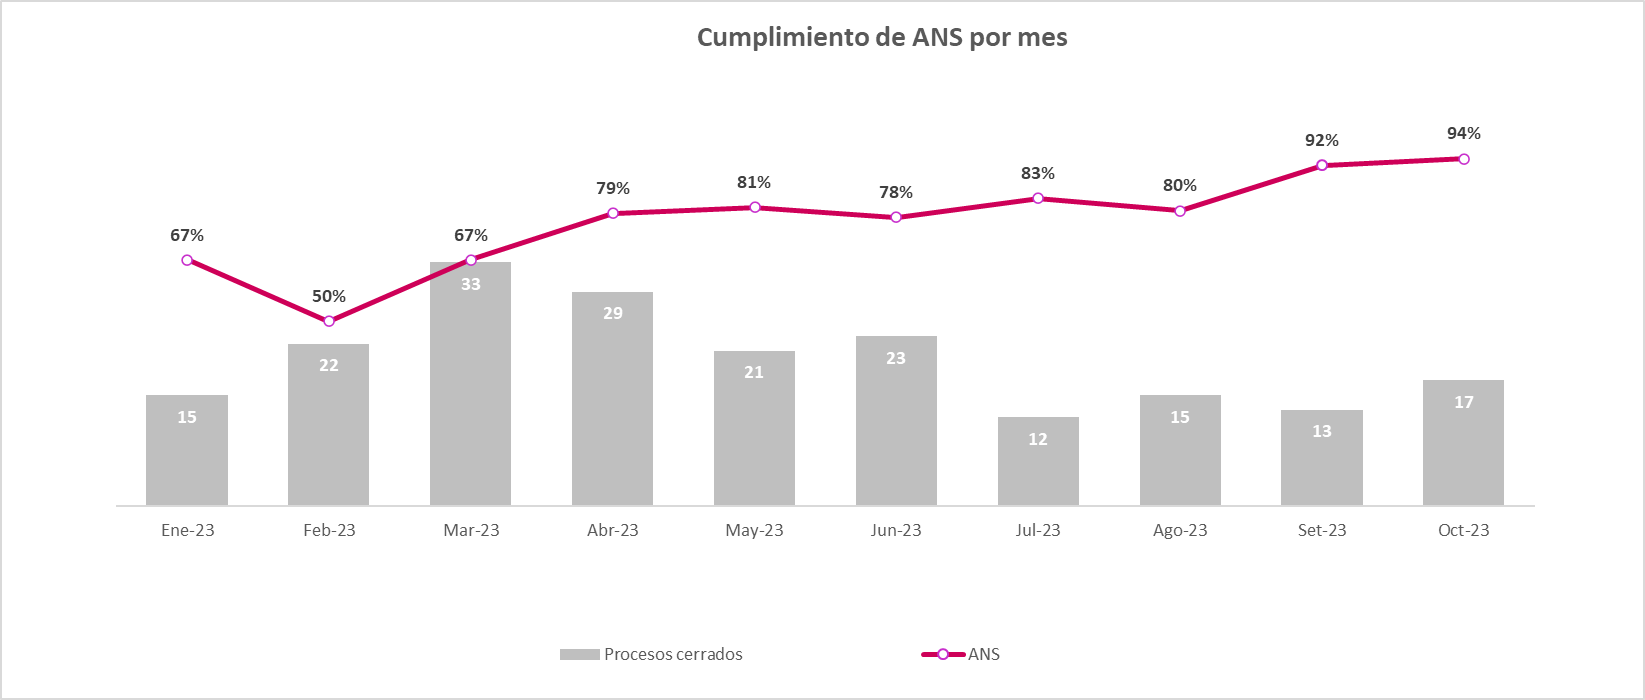 Cumplimiento de ANS por mes
67%
50%
67%
79%
81%
78%
83%
80%
92%
94%
15
22
33
29
21
23
12
15
13
17
Ene-23
Feb-23
Mar-23
Abr-23
May-23
Jun-23
Jul-23
Ago-23
Set-23
Oct-23
Procesos cerrados
ANS